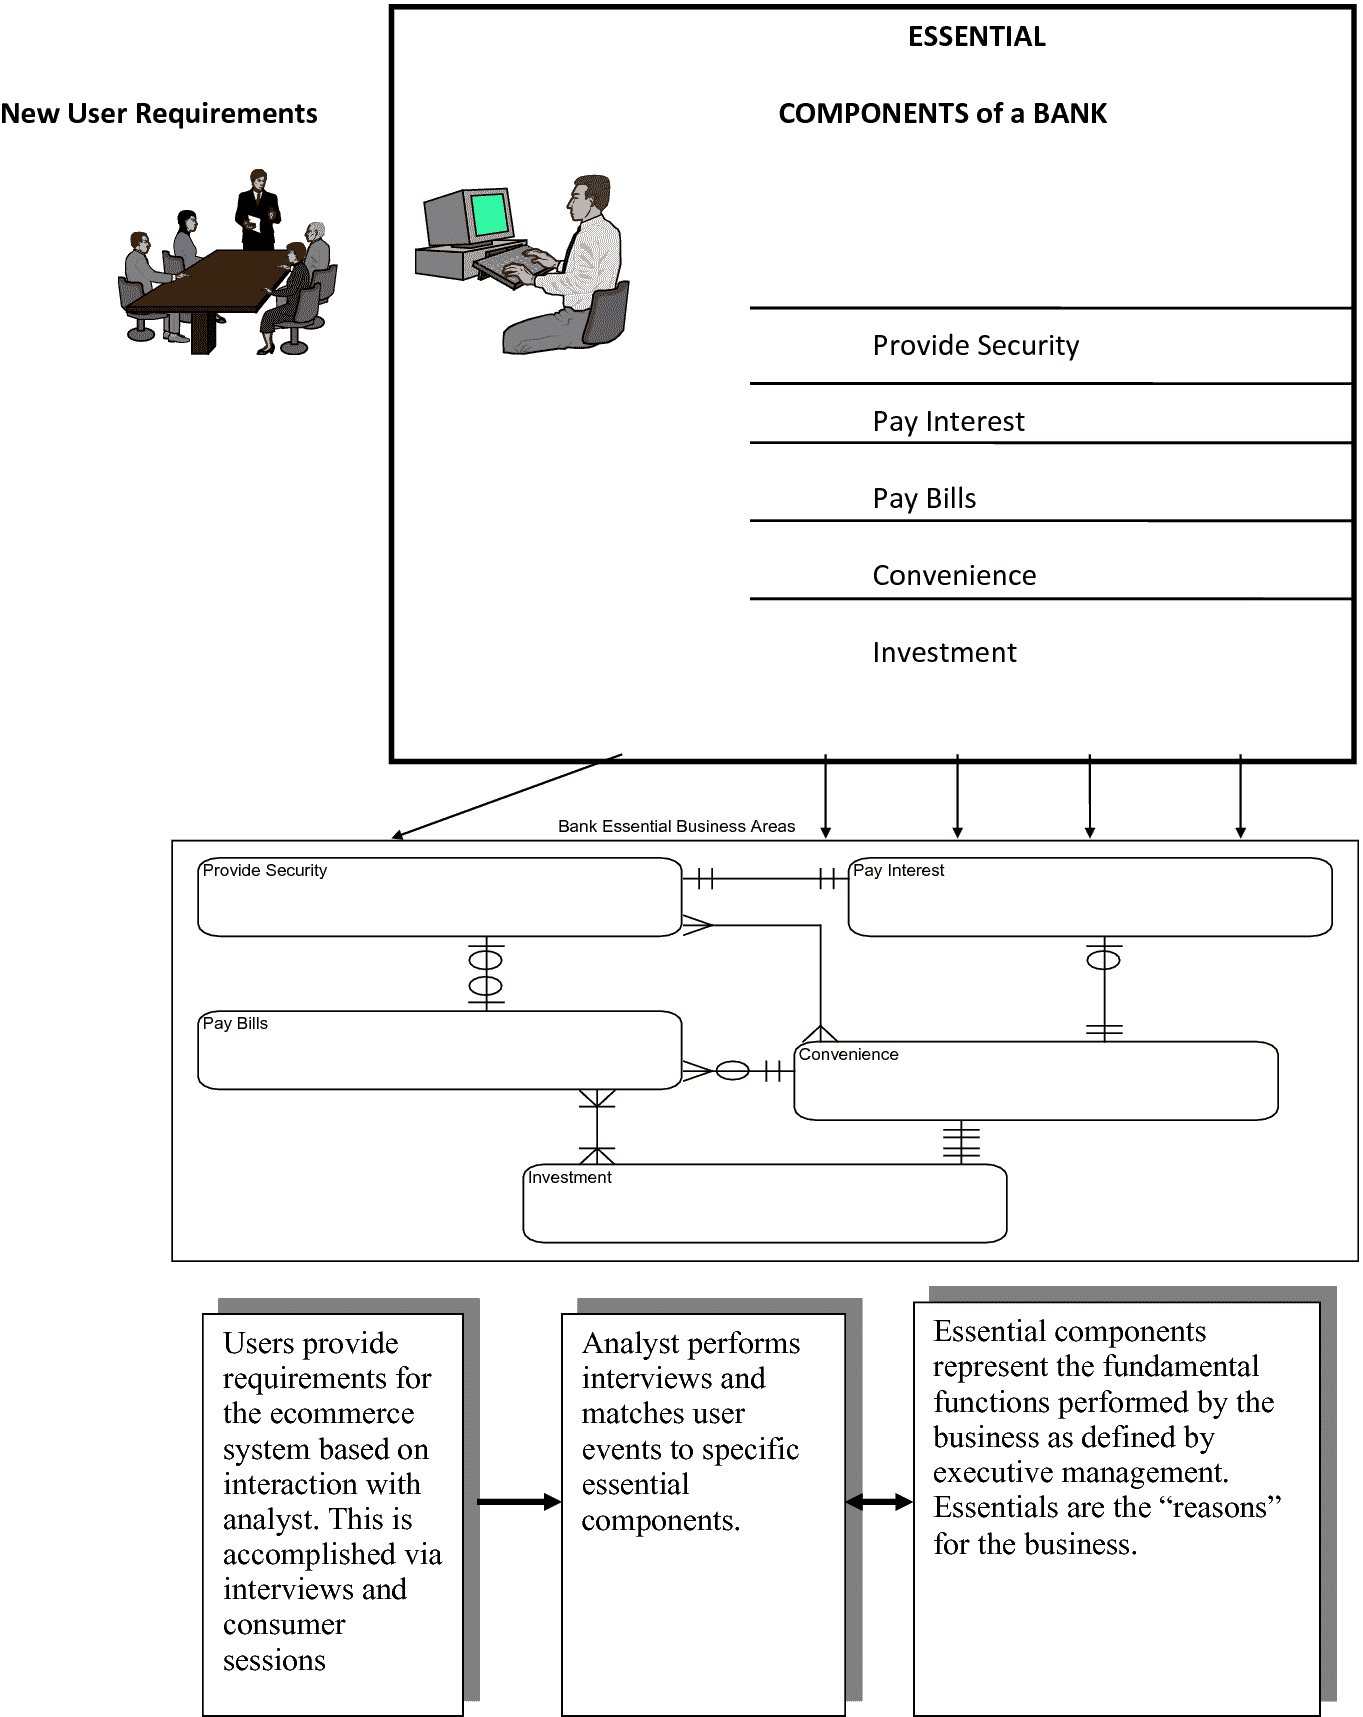 ESSENTIAL
New User Requirements
COMPONENTS of a BANK
Provide Security
Pay Interest
Pay Bills
Convenience
Investment
Bank Essential Business Areas
Provide Security
Pay Interest
Pay Bills
Convenience
Investment
Users provide
requirements for
the ecommerce
system based on
interaction with
analyst. This is
accomplished via
interviews and
consumer
sessions
Analyst performs
interviews and
matches user
events to specific
essential
components.
Essential components
represent the fundamental
functions performed by the
business as defined by
executive management.
Essentials are the “reasons”
for the business.